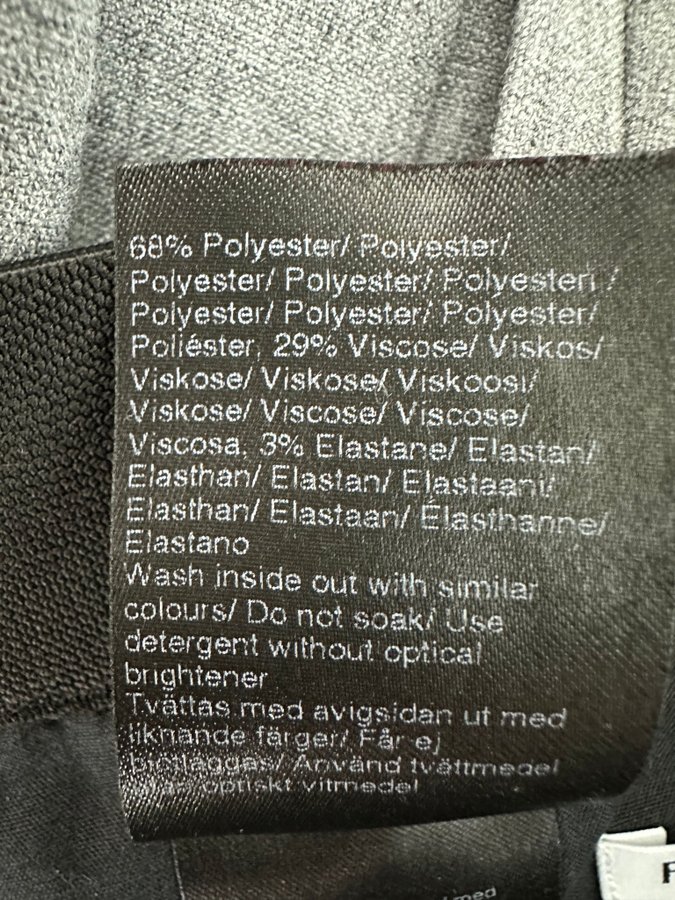 68% Polyester/ Polyester/
Polyester/ Polyester/ Polyesteri /
Polyester/ Polyester/ Polyester/
Poliéster, 29% Viscose/ Viskos/
Viskose/ Viskose/ Viskoosi/
Viskose/ Viscose/ Viscose/
Viscosa, 3% Elastane/ Elastan/
Elasthan/ Elastan/ Elastaani/
Elasthan/ Elastaan/ Élasthanne/
Elastano
Wash inside out with similar
colours/ Do not soak/ Use
detergent without optical
brightener
Tvättas med avigsidan ut med
liknande färger/ Får ej
blötläggas/ Använd tvättmedel
utan optiskt vitmedel
med
F